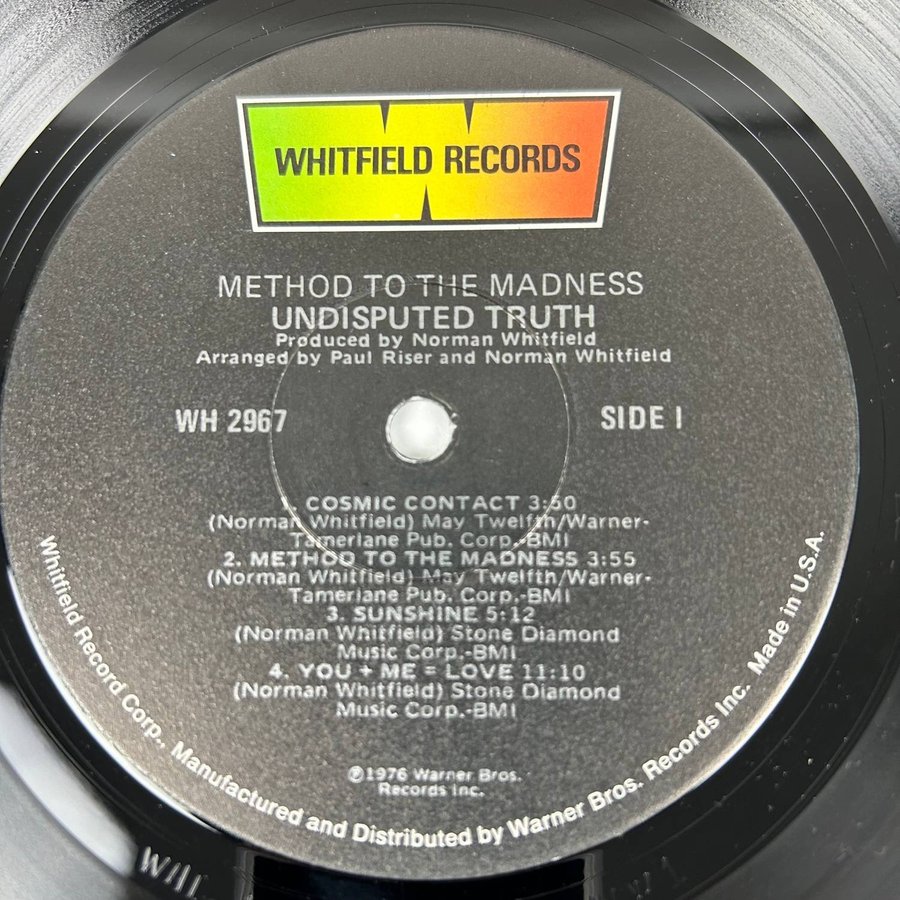 WHITFIELD RECORDS
METHOD TO THE MADNESS
UNDISPUTED TRUTH
Produced by Norman Whitfield
Arranged by Paul Riser and Norman Whitfield
WH 2967
SIDE 1
1. COSMIC CONTACT 3:50
(Norman Whitfield) May Twelfth/Warner-
Tamerlane Pub. Corp.-BMI
2. METHOD TO THE MADNESS 3:55
(Norman Whitfield) May Twelfth/Warner-
Tamerlane Pub. Corp.-BMI
3. SUNSHINE 5:12
(Norman Whitfield) Stone Diamond
Music Corp.-BMI
4. YOU + ME = LOVE 11:10
(Norman Whitfield) Stone Diamond
Music Corp.-BMI
℗1976 Warner Bros.
Records Inc.
Whitfield Record Corp., Manufactured and Distributed by Warner Bros. Records Inc. Made in U.S.A.